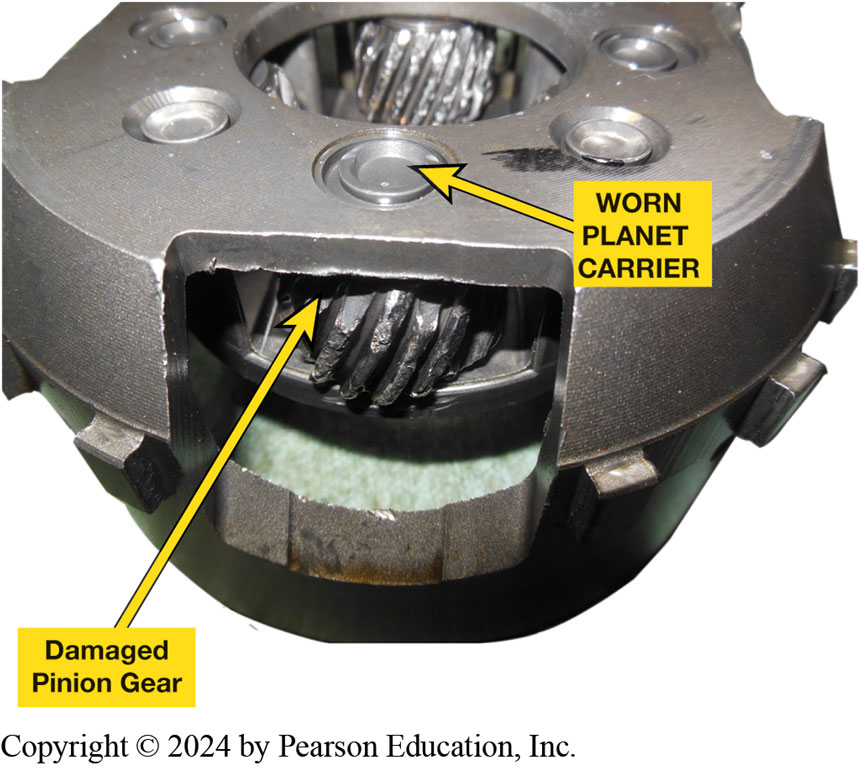 WORN
PLANET
CARRIER
Damaged
Pinion Gear
Copyright © 2024 by Pearson Education, Inc.